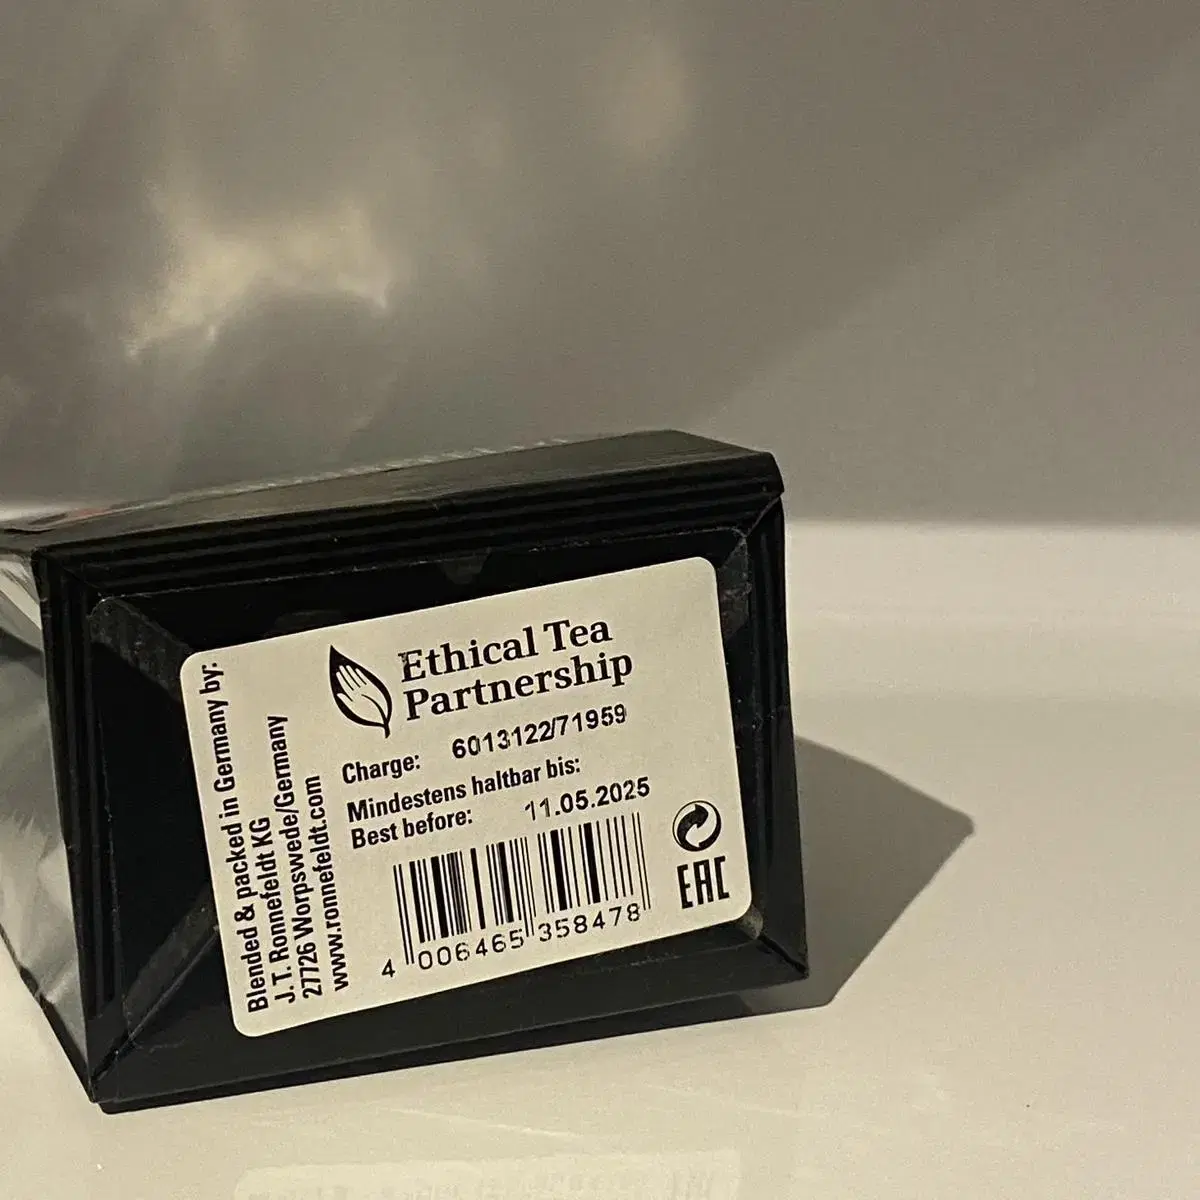 Blended & packed in Germany by:
J. T. Ronnefeldt KG
27726 Worpswede/Germany
www.ronnefeldt.com
Ethical Tea
Partnership
Charge: 6013122/71959
Mindestens haltbar bis:
Best before: 11.05.2025
4 006465 358478
EAC